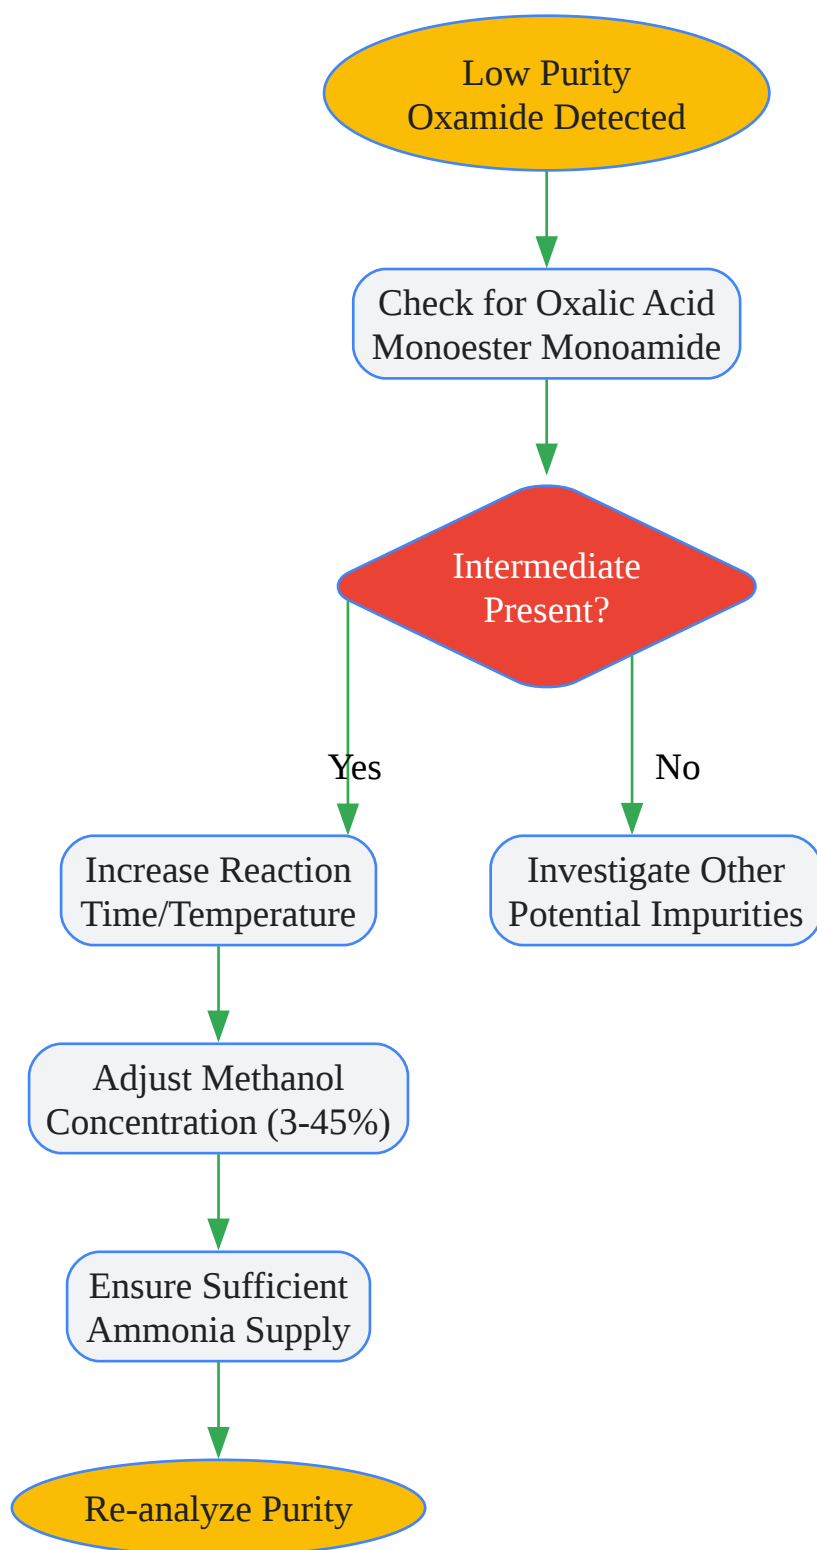 Low Purity
Oxamide Detected
Check for Oxalic Acid
Monoester Monoamide
Intermediate
Present?
Yes
No
Increase Reaction
Time/Temperature
Investigate Other
Potential Impurities
Adjust Methanol
Concentration (3-45%)
Ensure Sufficient
Ammonia Supply
Re-analyze Purity